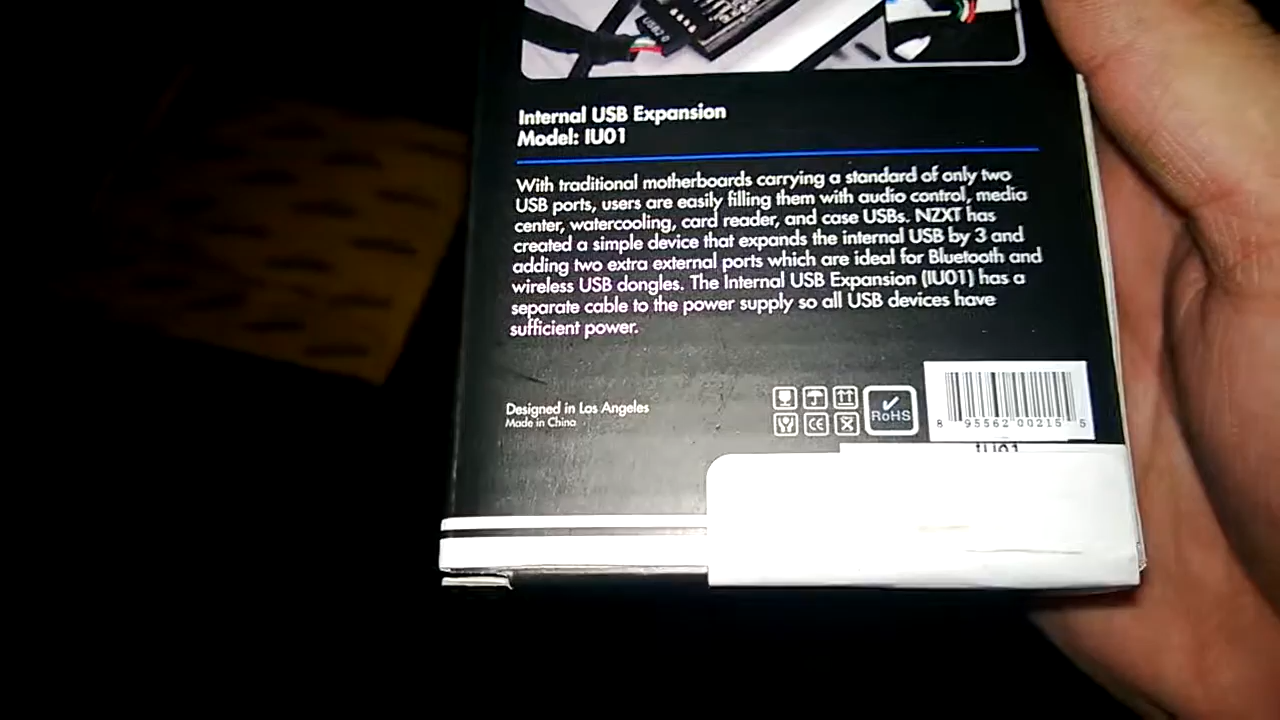 USB2.0
Internal USB Expansion
Model: IU01
With traditional motherboards carrying a standard of only two
USB ports, users are easily filling them with audio control, media
center, watercooling, card reader, and case USBs. NZXT has
created a simple device that expands the internal USB by 3 and
adding two extra external ports which are ideal for Bluetooth and
wireless USB dongles. The Internal USB Expansion (IU01) has a
separate cable to the power supply so all USB devices have
sufficient power.
Designed in Los Angeles
Made in China
CE
RoHS
8 95562 00215 5
IU01